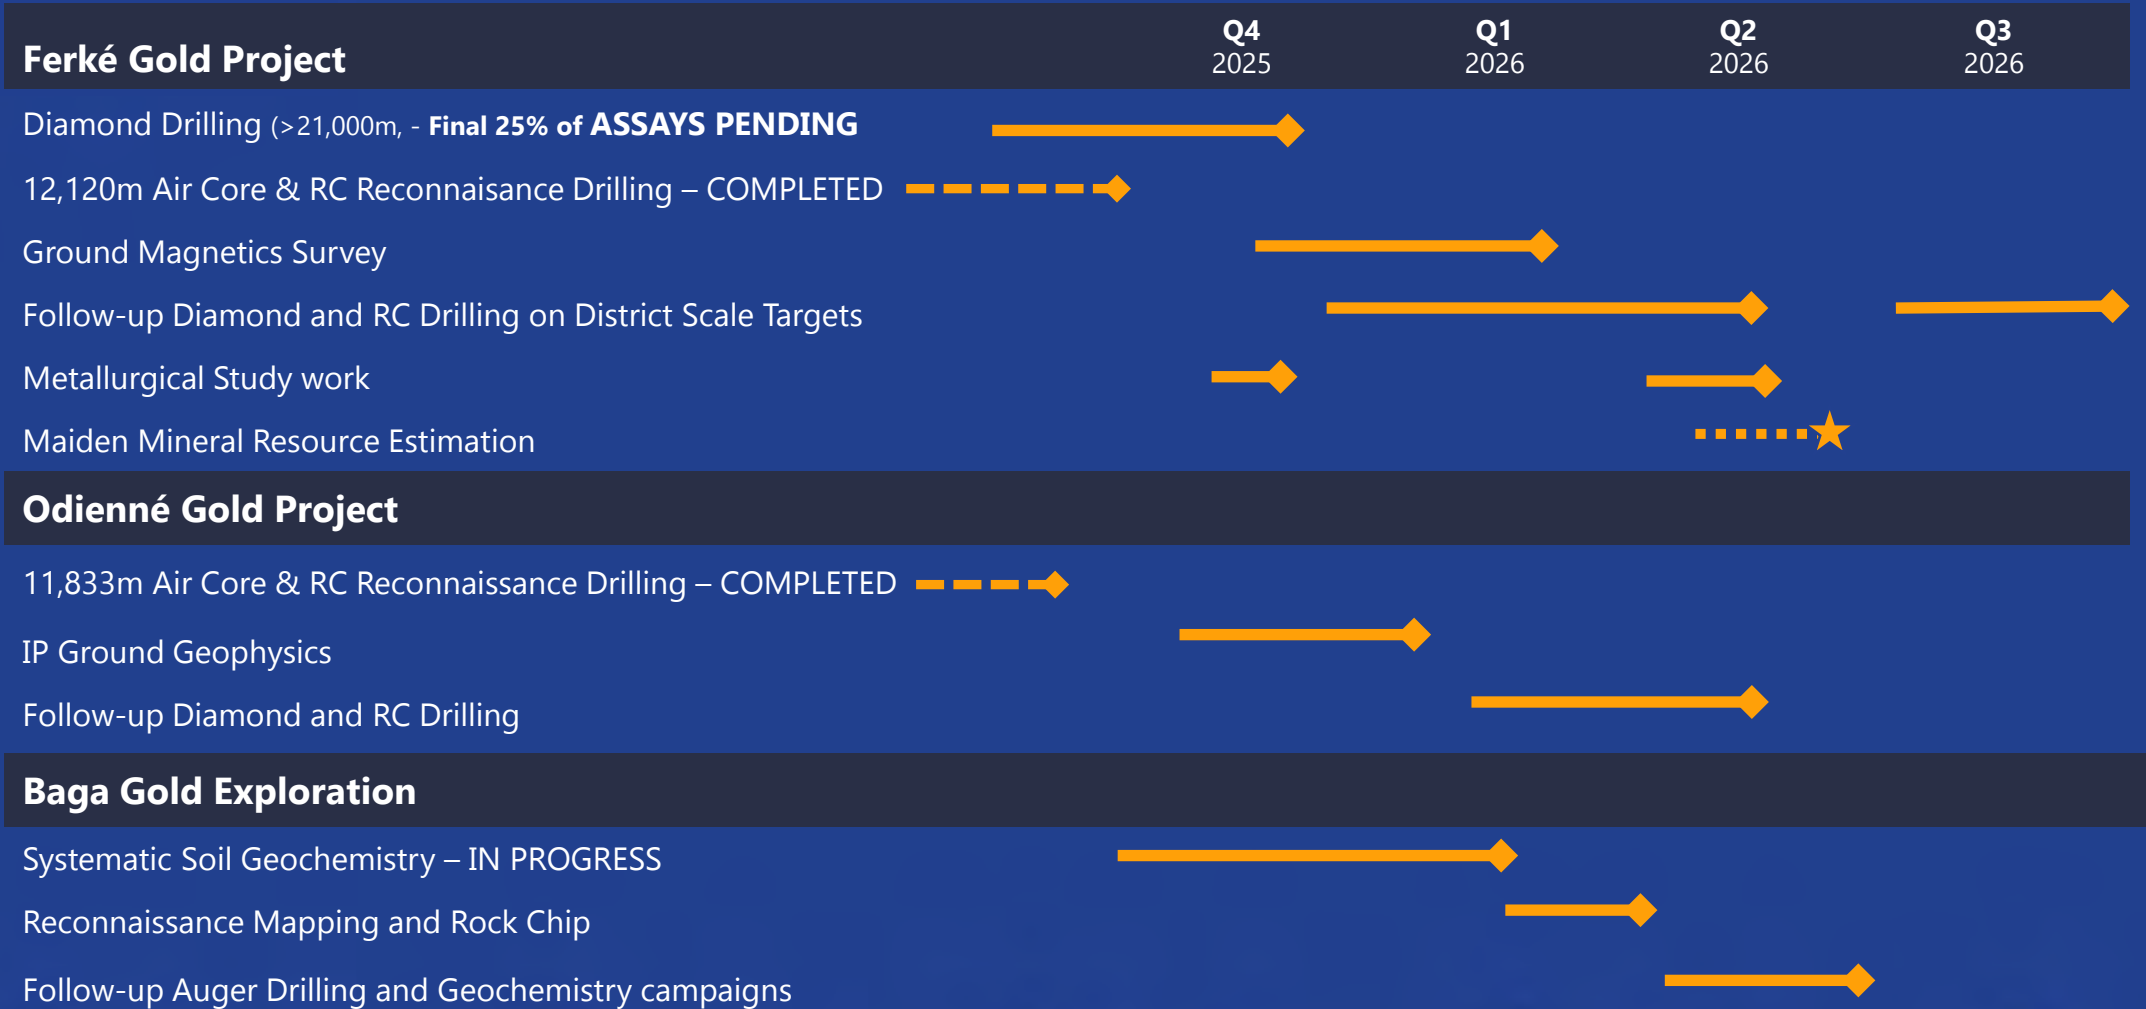 Ferké Gold Project
Q4 Q1 Q2 Q3
2025 2026 2026 2026
Diamond Drilling (>21,000m, - Final 25% of ASSAYS PENDING
12,120m Air Core & RC Reconnaisance Drilling – COMPLETED
Ground Magnetics Survey
Follow-up Diamond and RC Drilling on District Scale Targets
Metallurgical Study work
Maiden Mineral Resource Estimation
Odienné Gold Project
11,833m Air Core & RC Reconnaissance Drilling – COMPLETED
IP Ground Geophysics
Follow-up Diamond and RC Drilling
Baga Gold Exploration
Systematic Soil Geochemistry – IN PROGRESS
Reconnaissance Mapping and Rock Chip
Follow-up Auger Drilling and Geochemistry campaigns